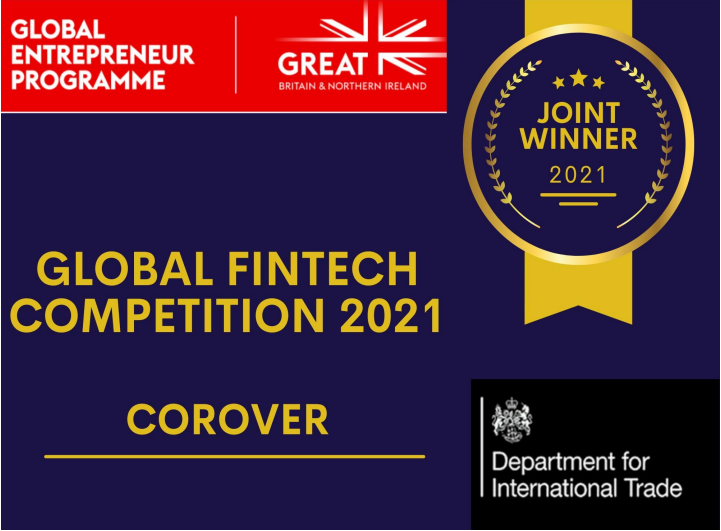 GLOBAL
ENTREPRENEUR
PROGRAMME
GREAT
BRITAIN & NORTHERN IRELAND
JOINT
WINNER
2021
GLOBAL FINTECH
COMPETITION 2021
COROVER
Department for
International Trade